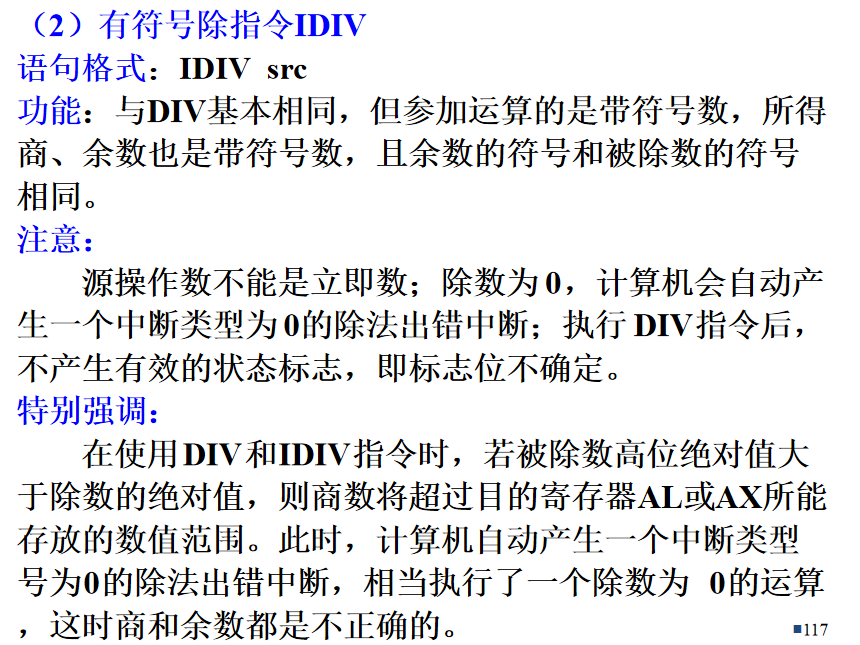 （2）有符号除指令IDIV
语句格式：IDIV src
功能：与DIV基本相同，但参加运算的是带符号数，所得
商、余数也是带符号数，且余数的符号和被除数的符号
相同。
注意：
源操作数不能是立即数；除数为 0，计算机会自动产
生一个中断类型为 0的除法出错中断；执行 DIV指令后，
不产生有效的状态标志，即标志位不确定。
特别强调：
在使用DIV和IDIV指令时，若被除数高位绝对值大
于除数的绝对值，则商数将超过目的寄存器AL或AX所能
存放的数值范围。此时，计算机自动产生一个中断类型
号为0的除法出错中断，相当执行了一个除数为 0的运算
，这时商和余数都是不正确的。
117